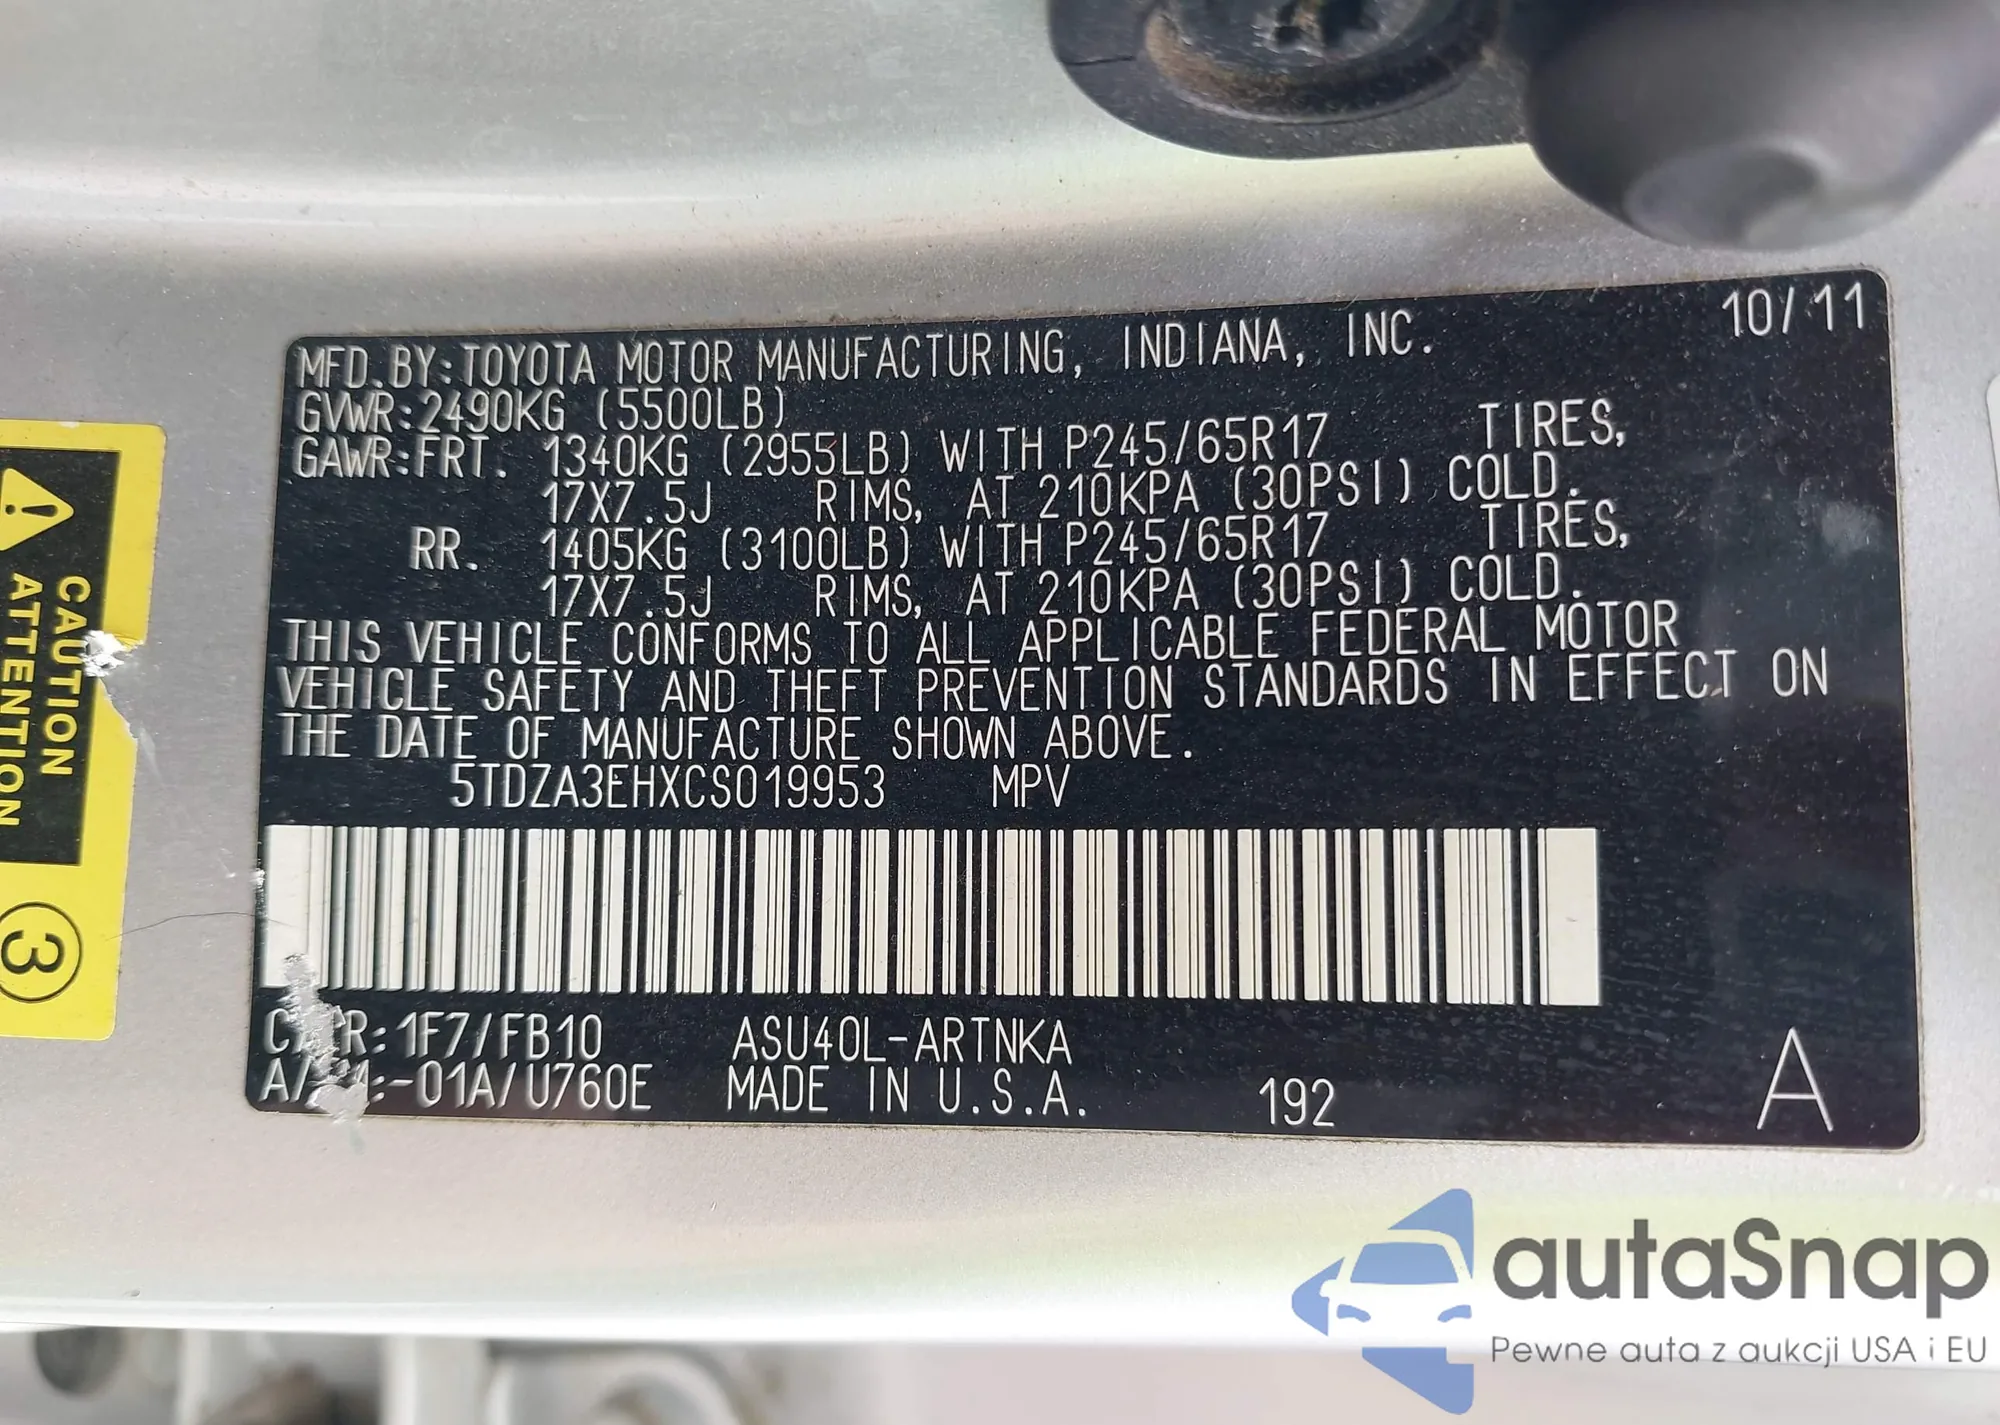 10/11
MFD.BY:TOYOTA MOTOR MANUFACTURING, INDIANA, INC.
GVWR:2490KG (5500LB)
GAWR:FRT. 1340KG (2955LB) WITH P245/65R17 TIRES,
17X7.5J RIMS, AT 210KPA (30PSI) COLD.
RR. 1405KG (3100LB) WITH P245/65R17 TIRES,
17X7.5J RIMS, AT 210KPA (30PSI) COLD.
THIS VEHICLE CONFORMS TO ALL APPLICABLE FEDERAL MOTOR
VEHICLE SAFETY AND THEFT PREVENTION STANDARDS IN EFFECT ON
THE DATE OF MANUFACTURE SHOWN ABOVE.
5TDZA3EHXCS019953 MPV
1F7/FB10 ASU40L-ARTNKA
-01A/U760E MADE IN U.S.A. 192 A
CAUTION
ATTENTION
3
autaSnap
Pewne auta z aukcji USA i EU